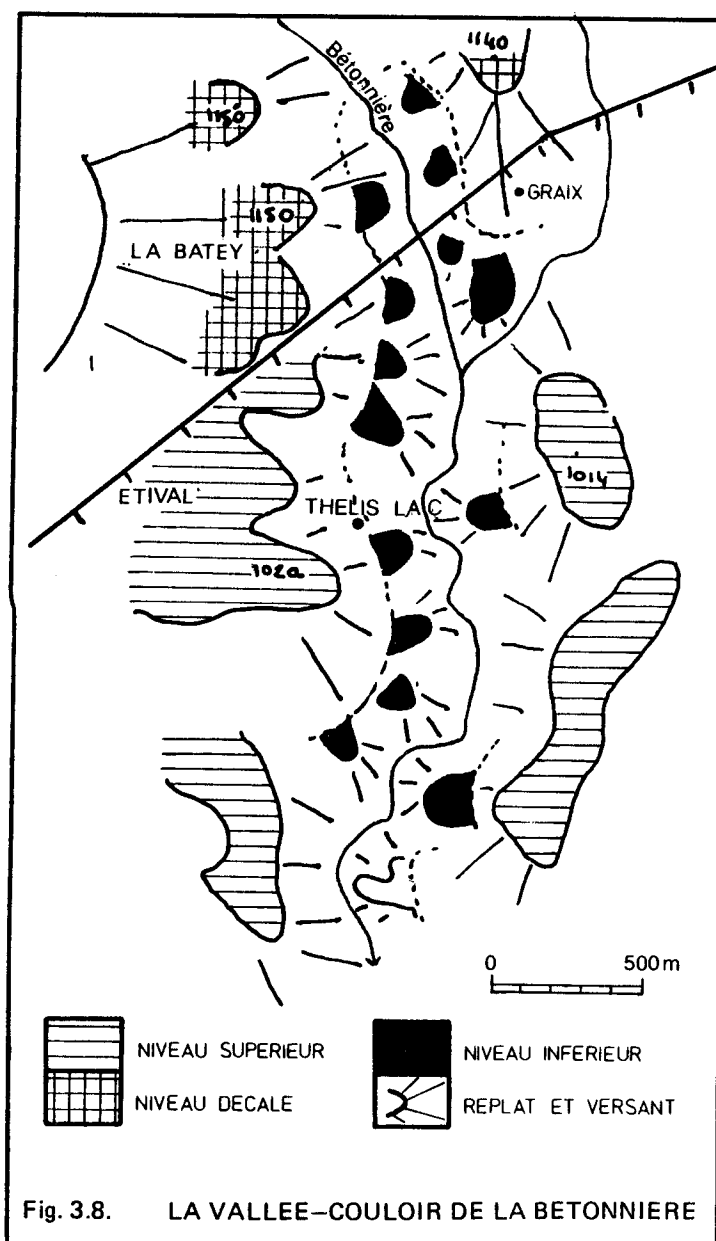 1140
Bétonnière
1150
GRAIX
1150
LA BATEY
1014
ETIVAL
THELIS LA C
1020
0 500m
NIVEAU SUPERIEUR
NIVEAU INFERIEUR
NIVEAU DECALE
REPLAT ET VERSANT
Fig. 3.8. LA VALLEE–COULOIR DE LA BETONNIERE